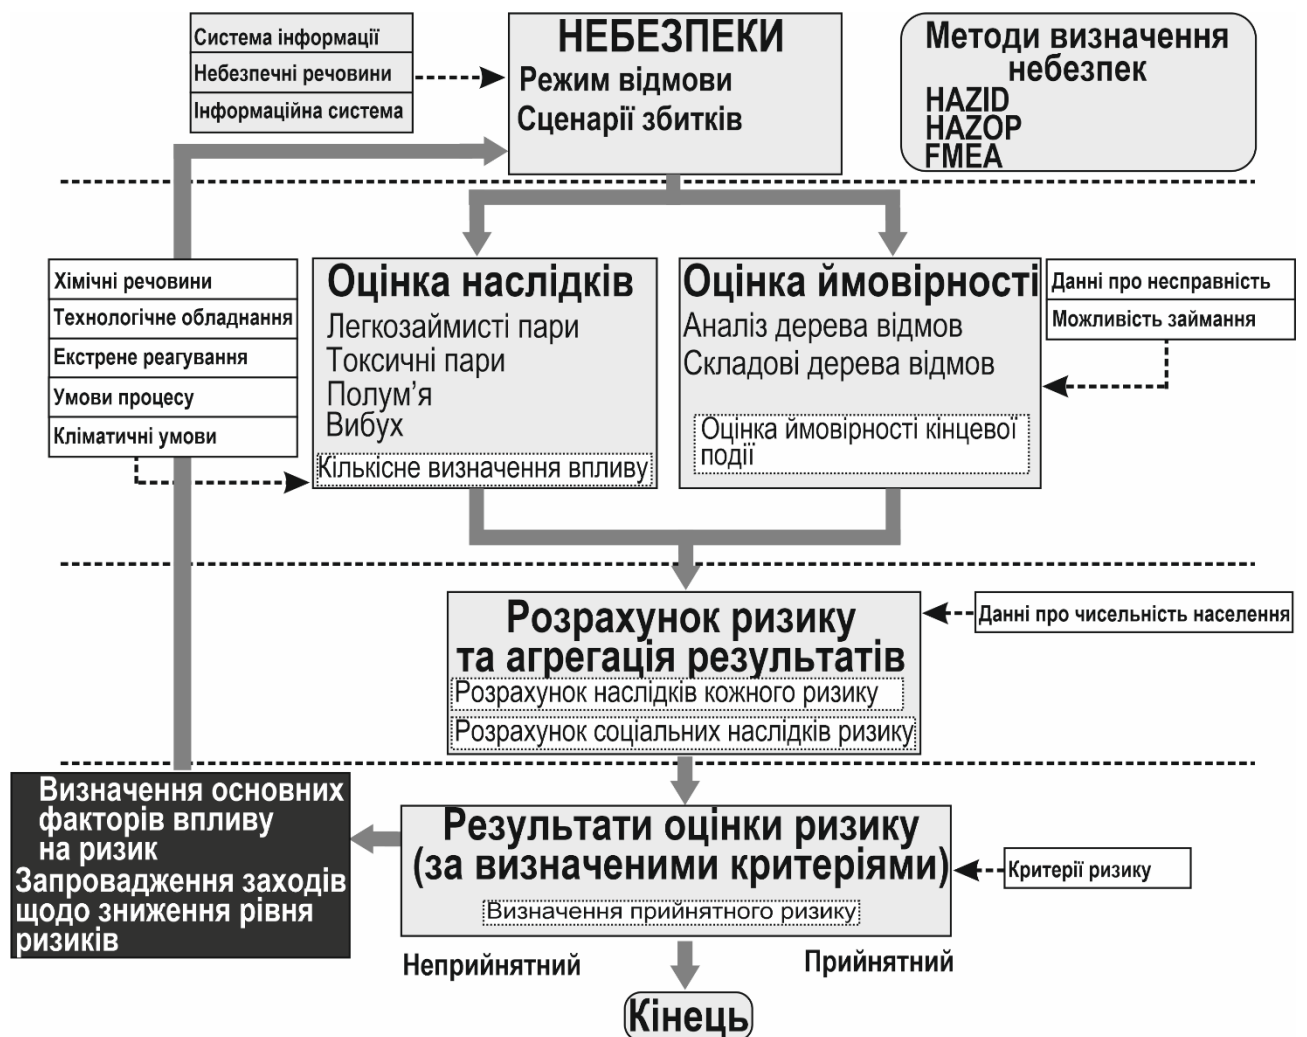 Система інформації
Небезпечні речовини
Інформаційна система
НЕБЕЗПЕКИ
Режим відмови
Сценарії збитків
Методи визначення
небезпек
HAZID
HAZOP
FMEA
Хімічні речовини
Технологічне обладнання
Екстрене реагування
Умови процесу
Кліматичні умови
Оцінка наслідків
Легкозаймисті пари
Токсичні пари
Полум’я
Вибух
Кількісне визначення впливу
Оцінка ймовірності
Аналіз дерева відмов
Складові дерева відмов
Оцінка ймовірності кінцевої
події
Данні про несправність
Можливість займання
Розрахунок ризику
та агрегація результатів
Розрахунок наслідків кожного ризику
Розрахунок соціальних наслідків ризику
Данні про чисельність населення
Визначення основних
факторів впливу
на ризик
Запровадження заходів
щодо зниження рівня
ризиків
Результати оцінки ризику
(за визначеними критеріями)
Визначення прийнятного ризику
Критерії ризику
Неприйнятний
Прийнятний
Кінець